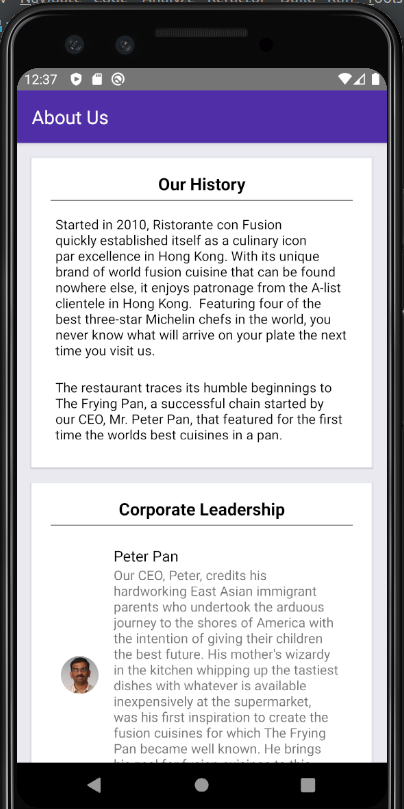 12:37
About Us
Our History
Started in 2010, Ristorante con Fusion
quickly established itself as a culinary icon
par excellence in Hong Kong. With its unique
brand of world fusion cuisine that can be found
nowhere else, it enjoys patronage from the A-list
clientele in Hong Kong.  Featuring four of the
best three-star Michelin chefs in the world, you
never know what will arrive on your plate the next
time you visit us.
The restaurant traces its humble beginnings to
The Frying Pan, a successful chain started by
our CEO, Mr. Peter Pan, that featured for the first
time the worlds best cuisines in a pan.
Corporate Leadership
Peter Pan
Our CEO, Peter, credits his
hardworking East Asian immigrant
parents who undertook the arduous
journey to the shores of America with
the intention of giving their children
the best future. His mother's wizardy
in the kitchen whipping up the tastiest
dishes with whatever is available
inexpensively at the supermarket,
was his first inspiration to create the
fusion cuisines for which The Frying
Pan became well known. He brings